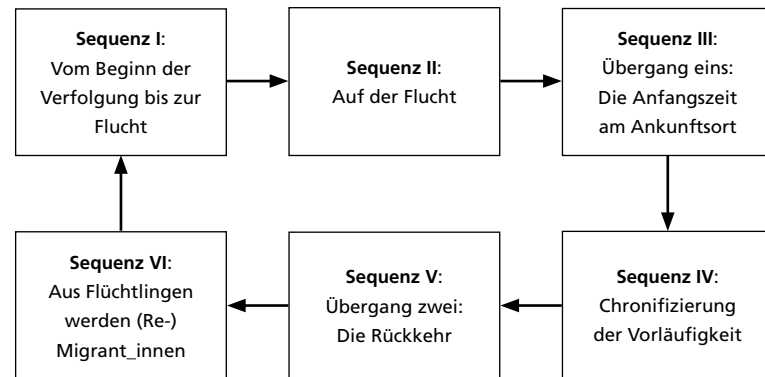 Sequenz I:
Vom Beginn der
Verfolgung bis zur
Flucht
Sequenz II:
Auf der Flucht
Sequenz III:
Übergang eins:
Die Anfangszeit
am Ankunftsort
Sequenz IV:
Chronifizierung
der Vorläufigkeit
Sequenz V:
Übergang zwei:
Die Rückkehr
Sequenz VI:
Aus Flüchtlingen
werden (Re-)
Migrant_innen